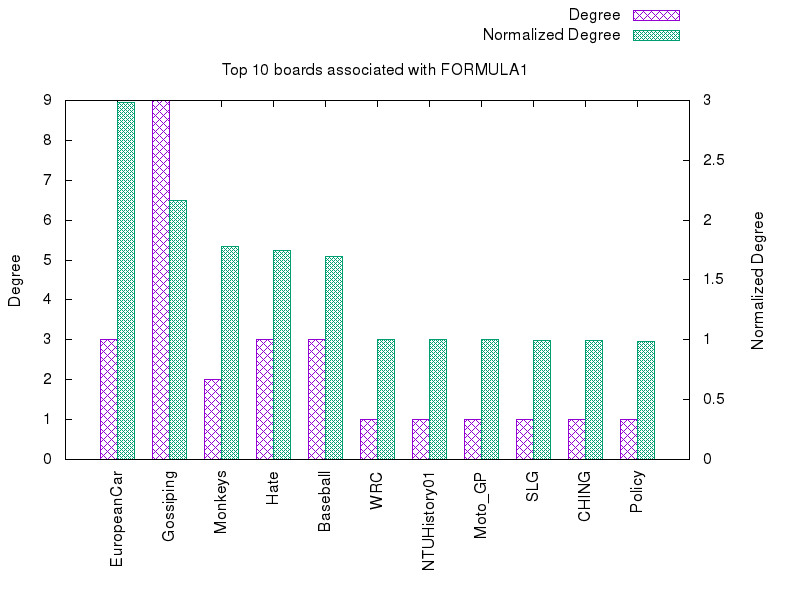 Degree
Normalized Degree
Top 10 boards associated with FORMULA1
9
8
7
6
5
4
3
2
1
0
Degree
3
2.5
2
1.5
1
0.5
0
Normalized Degree
EuropeanCar
Gossiping
Monkeys
Hate
Baseball
WRC
NTUHistory01
Moto_GP
SLG
CHING
Policy